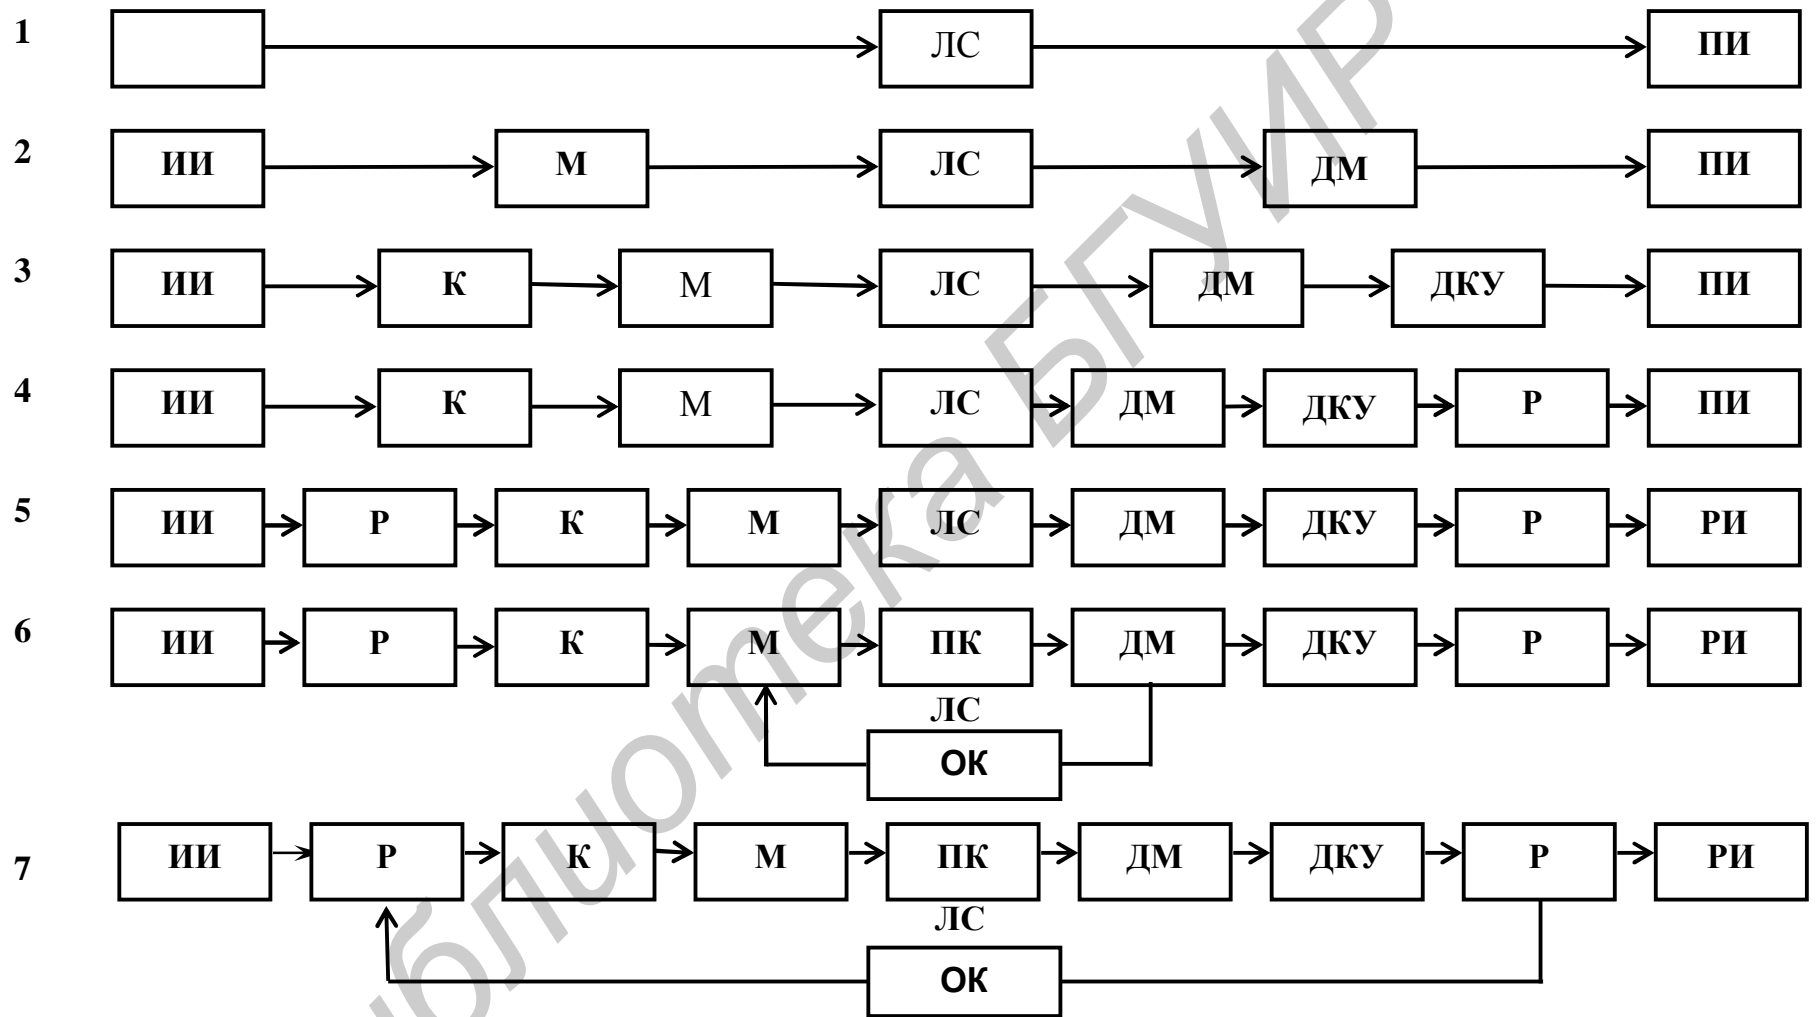 1 ЛС ПИ
2 ИИ М ЛС ДМ ПИ
3 ИИ К М ЛС ДМ ДКУ ПИ
4 ИИ К М ЛС ДМ ДКУ Р ПИ
5 ИИ Р К М ЛС ДМ ДКУ Р РИ
6 ИИ Р К М ПК ДМ ДКУ Р РИ
ЛС
ОК
7 ИИ Р К М ПК ДМ ДКУ Р РИ
ЛС
ОК
блиотека БГУИР